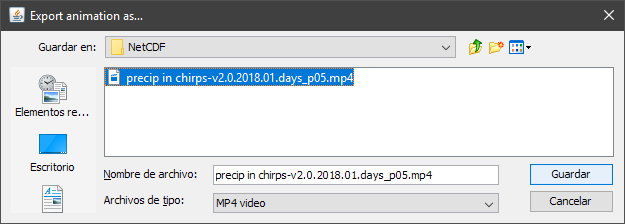 Export animation as...
Guardar en:
NetCDF
precip in chirps-v2.0.2018.01.days_p05.mp4
Elementos re...
Escritorio
Nombre de archivo:
precip in chirps-v2.0.2018.01.days_p05.mp4
Guardar
Archivos de tipo:
MP4 video
Cancelar